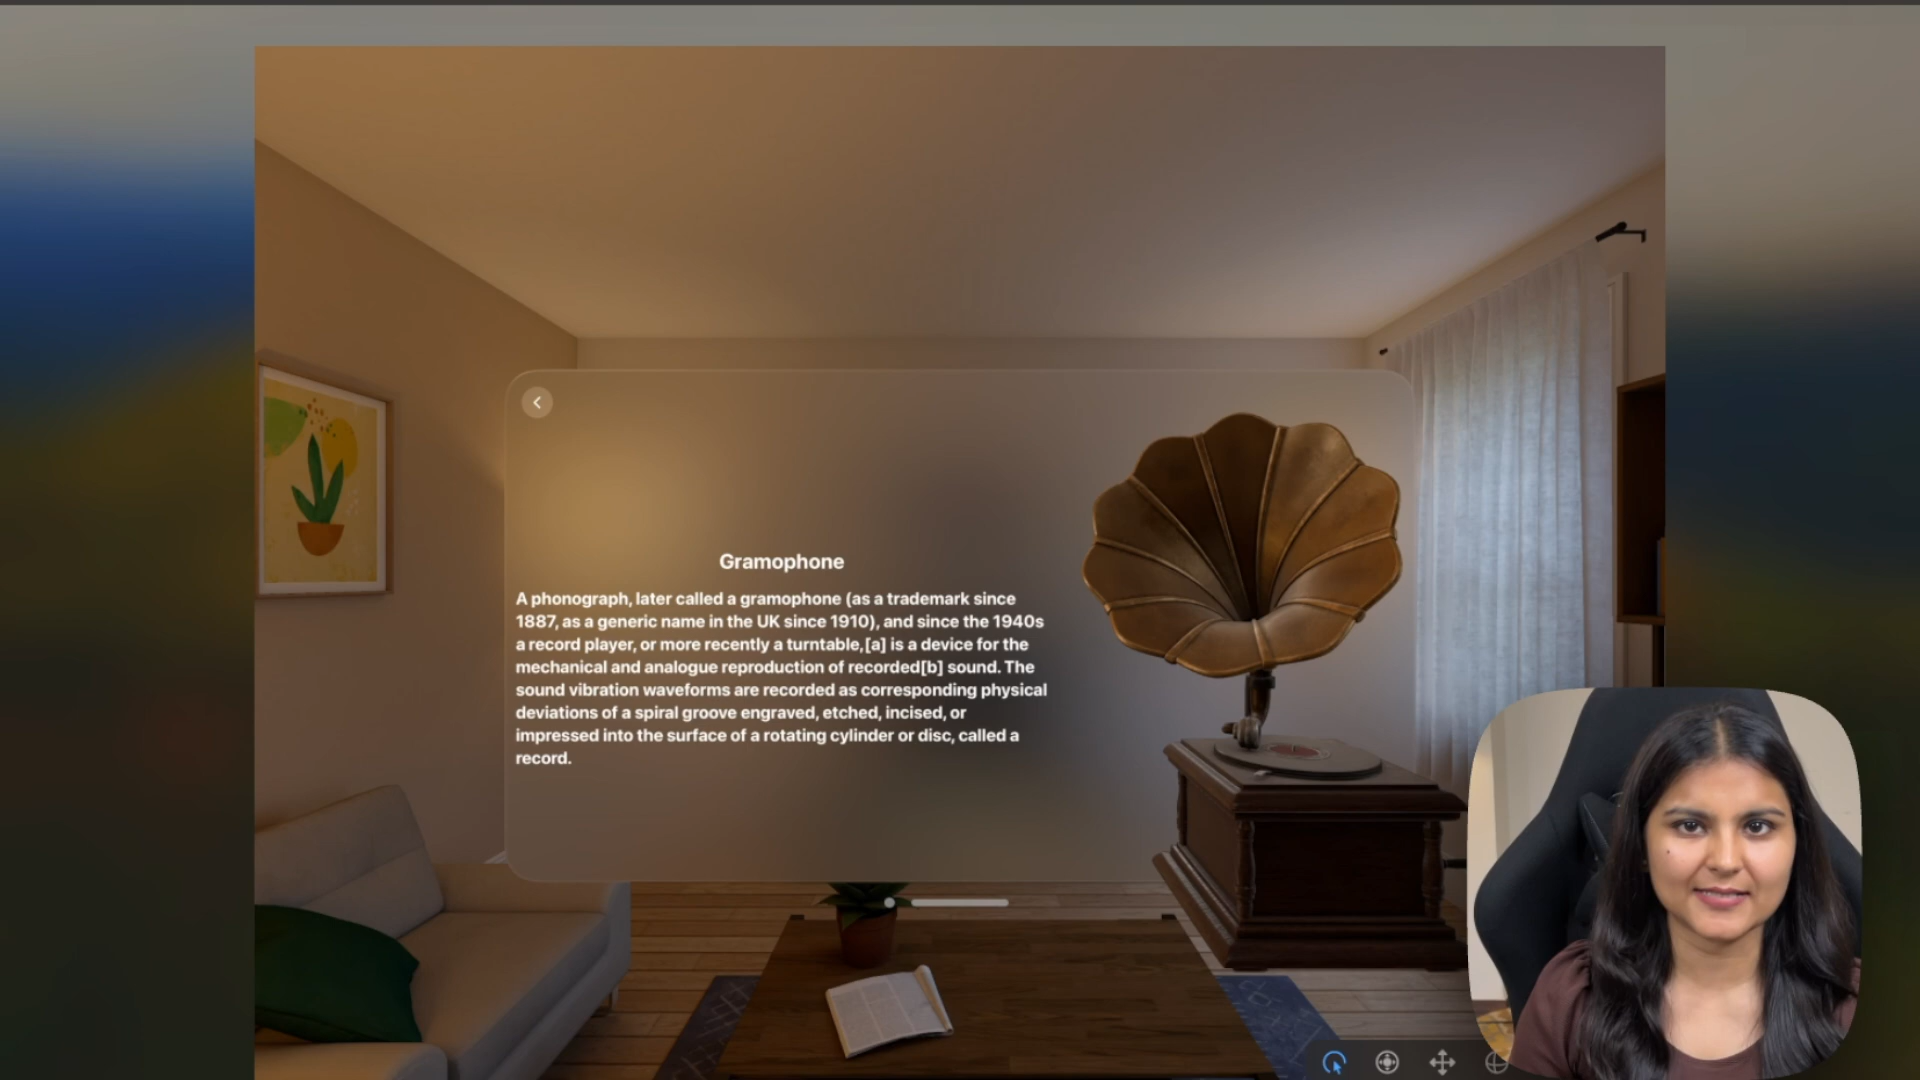 Gramophone
A phonograph, later called a gramophone (as a trademark since
1887, as a generic name in the UK since 1910), and since the 1940s
a record player, or more recently a turntable,[a] is a device for the
mechanical and analogue reproduction of recorded[b] sound. The
sound vibration waveforms are recorded as corresponding physical
deviations of a spiral groove engraved, etched, incised, or
impressed into the surface of a rotating cylinder or disc, called a
record.